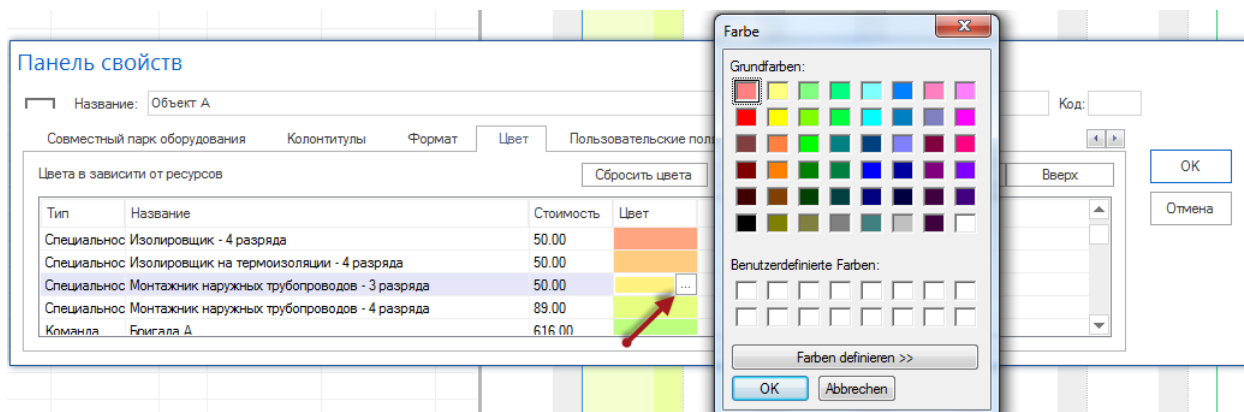 Панель свойств
Название: Объект А
Код:
Совместный парк оборудования Колонтитулы Формат Цвет Пользовательские
Цвета в зависити от ресурсов
Сбросить цвета
Вверх
OK
Отмена
Тип Название Стоимость Цвет
Специальнос Изолировщик - 4 разряда 50.00
Специальнос Изолировщик на термоизоляции - 4 разряда 50.00
Специальнос Монтажник наружных трубопроводов - 3 разряда 50.00 ...
Специальнос Монтажник наружных трубопроводов - 4 разряда 89.00
Команда Бригада А 616.00
Farbe
Grundfarben:
Benutzerdefinierte Farben:
Farben definieren >>
OK Abbrechen